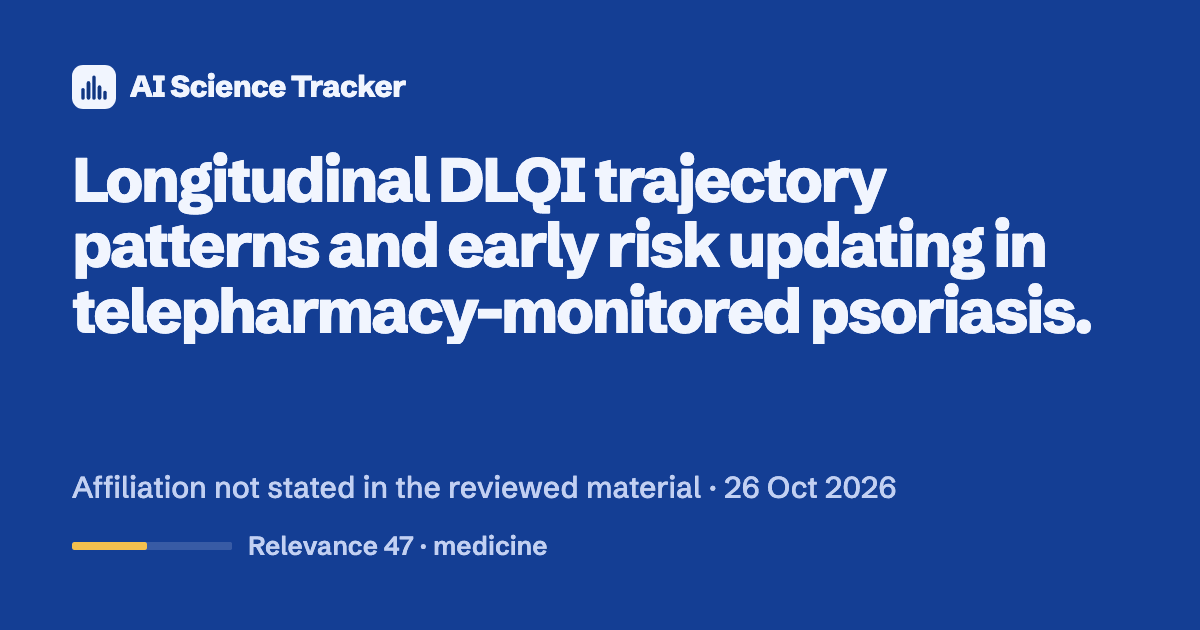 AI Science Tracker
Longitudinal DLQI trajectory
patterns and early risk updating in
telepharmacy-monitored psoriasis.
Affiliation not stated in the reviewed material · 26 Oct 2026
Relevance 47 · medicine